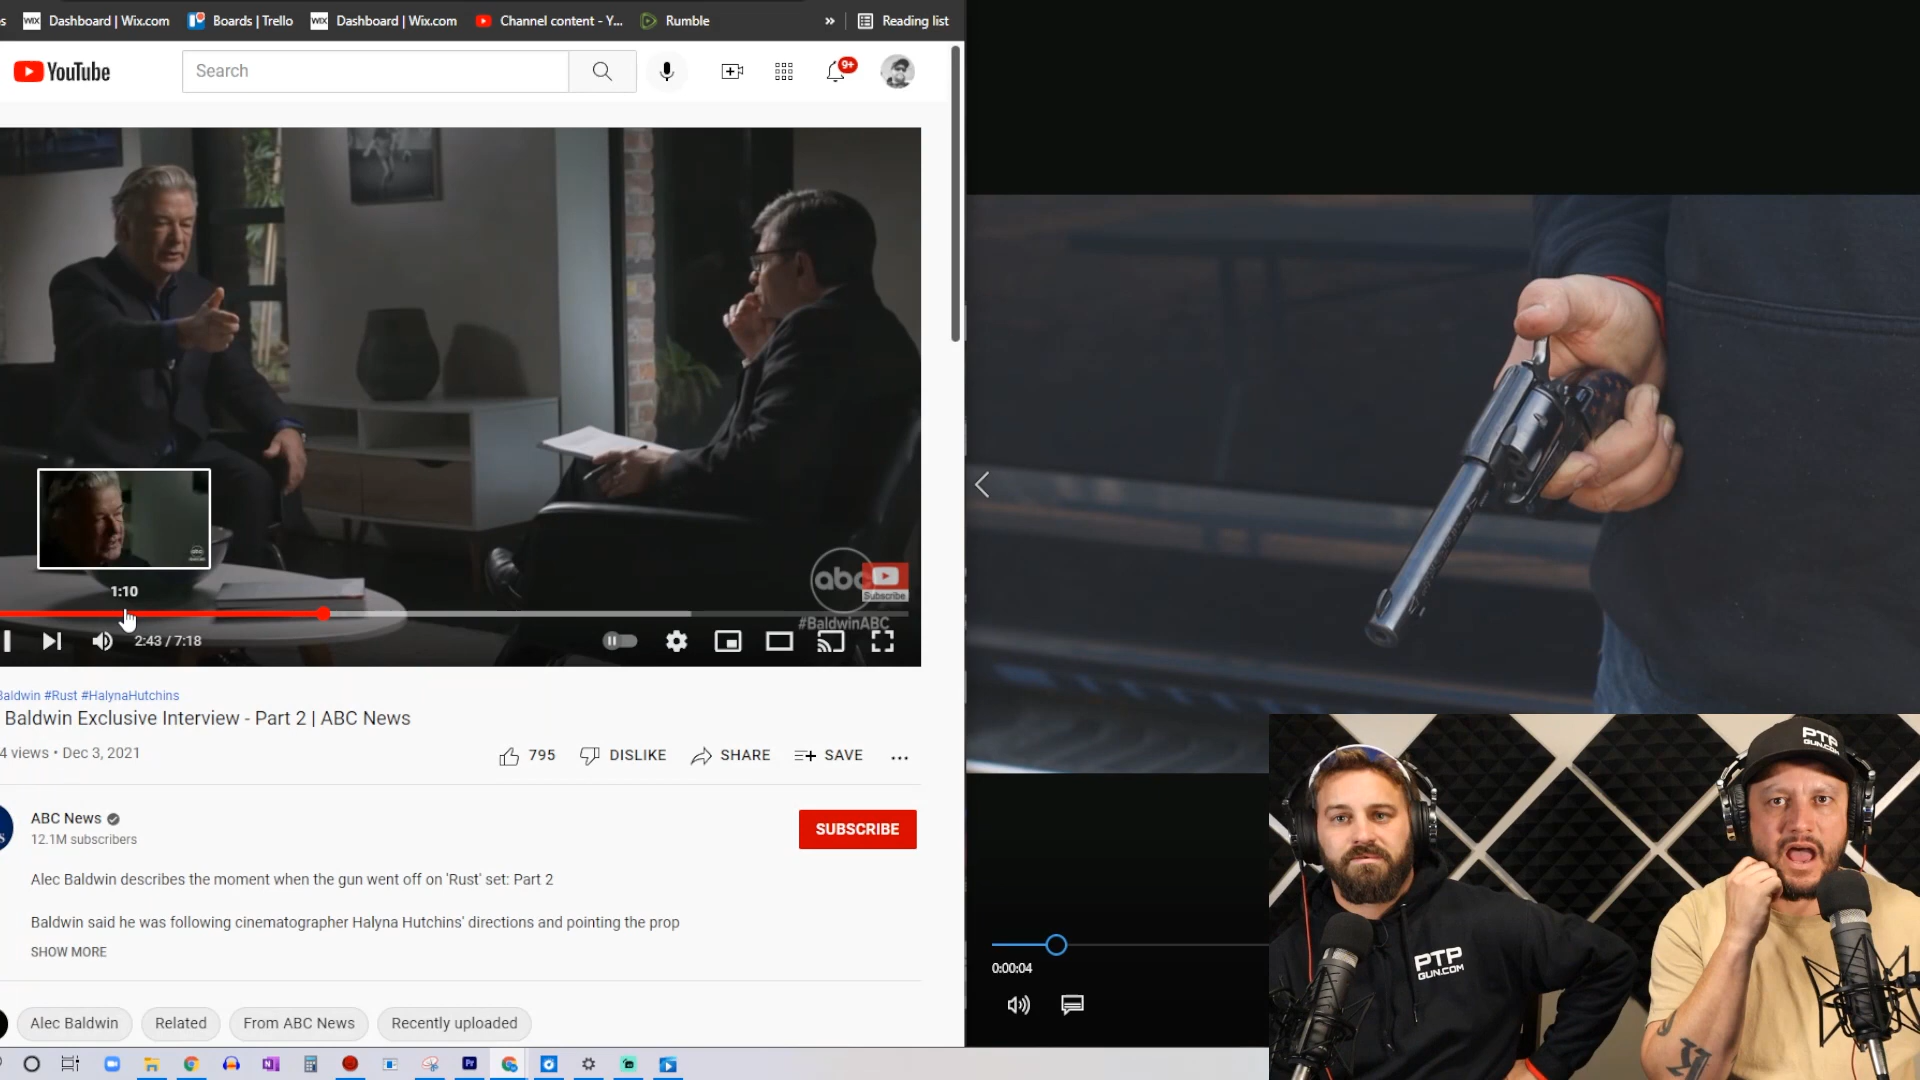 WIX Dashboard | Wix.com Boards | Trello WIX Dashboard | Wix.com Channel content - Y... Rumble » Reading list
YouTube Search 9+
abc
Subscribe
1:10
#BaldwinABC
2:43 / 7:18
Baldwin #Rust #HalynaHutchins
Baldwin Exclusive Interview - Part 2 | ABC News
4 views • Dec 3, 2021
795 DISLIKE SHARE SAVE ...
ABC News
12.1M subscribers
SUBSCRIBE
Alec Baldwin describes the moment when the gun went off on 'Rust' set: Part 2
Baldwin said he was following cinematographer Halyna Hutchins' directions and pointing the prop
SHOW MORE
Alec Baldwin Related From ABC News Recently uploaded
0:00:04
PTP
GUN.COM
PTP
GUN.COM
Pr